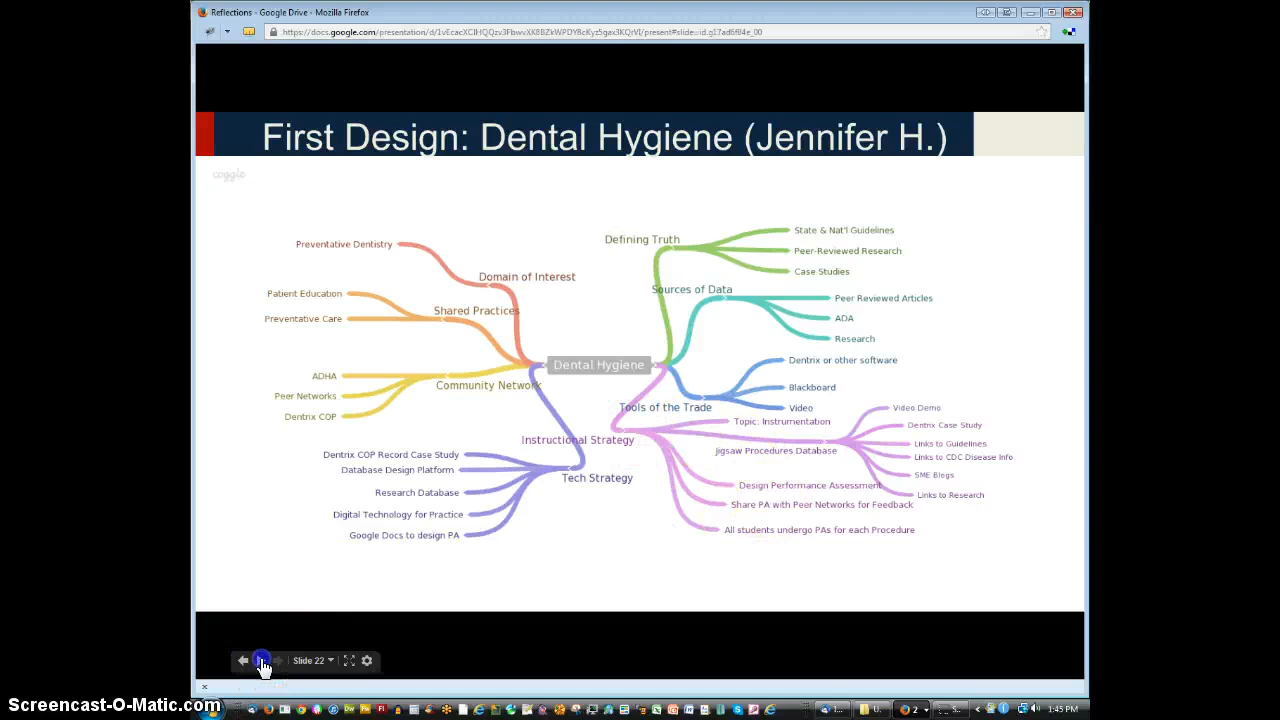 Reflections - Google Drive - Mozilla Firefox
First Design: Dental Hygiene (Jennifer H.)
coggle
Preventative Dentistry
Domain of Interest
Patient Education
Shared Practices
Preventative Care
ADHA
Community Network
Peer Networks
Dentrix COP
Dental Hygiene
Dentrix COP Record Case Study
Database Design Platform
Tech Strategy
Research Database
Digital Technology for Practice
Google Docs to design PA
Defining Truth
State & Nat'l Guidelines
Peer-Reviewed Research
Case Studies
Sources of Data
Peer Reviewed Articles
ADA
Research
Tools of the Trade
Dentrix or other software
Blackboard
Video
Instructional Strategy
Topic: Instrumentation
Jigsaw Procedures Database
Video Demo
Dentrix Case Study
Links to Guidelines
Links to CDC Disease Info
SME Blogs
Links to Research
Design Performance Assessment
Share PA with Peer Networks for Feedback
All students undergo PAs for each Procedure
Slide 22
Screencast-O-Matic.com
1:45 PM